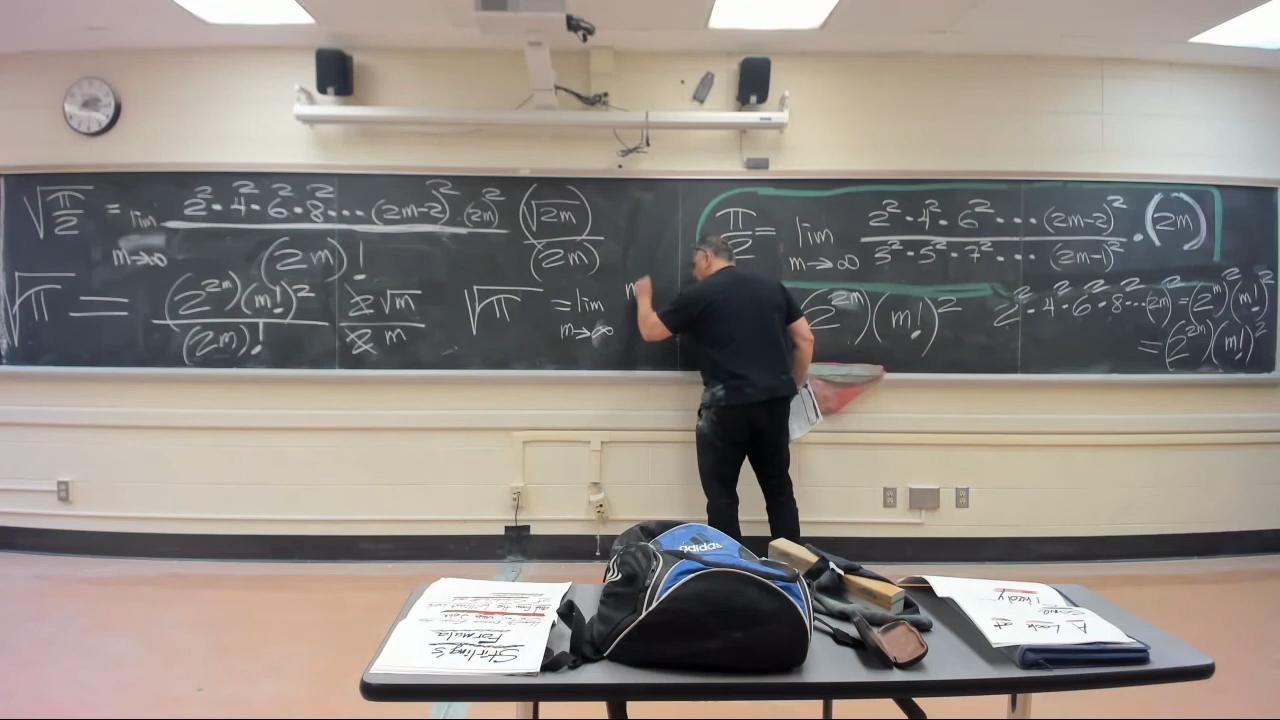 √π/2 = lim m→∞ 2²·4²·6²·8²···(2m-2)²·(2m)² / (2m)! (√2m)/(2m)
√π = (2^2m)(m!)² / (2m)! 2√m / 2m
√π = lim m→∞ m
π/2 = lim m→∞ 2²·4²·6²···(2m-2)² / 3²·5²·7²···(2m-1)² ·(2m)
(2^2m)(m!)²
2²·4²·6²·8²···(2m)² = (2^m)²(m!)²
= (2^2m)(m!)²
adidas
Stirling's
Formula
A Look at
some